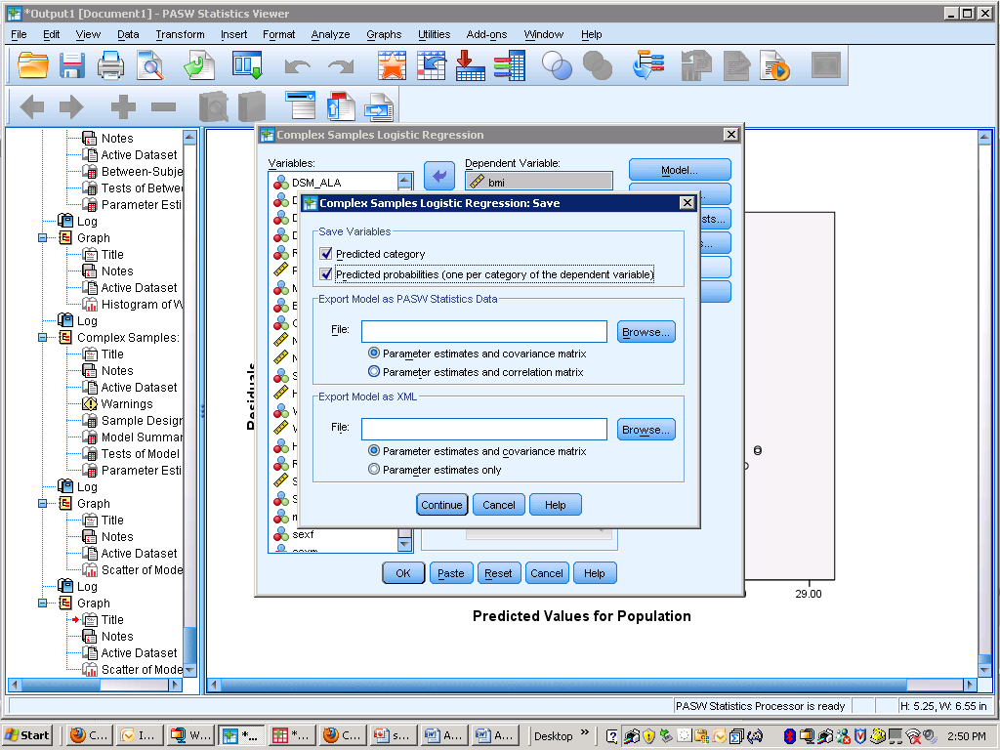 *Output1 [Document1] - PASW Statistics Viewer
File Edit View Data Transform Insert Format Analyze Graphs Utilities Add-ons Window Help
Notes
Active Dataset
Between-Subje
Tests of Betwe
Parameter Esti
Log
Graph
Title
Notes
Active Dataset
Histogram of W
Log
Complex Samples:
Title
Notes
Active Dataset
Warnings
Sample Design
Model Summar
Tests of Model
Parameter Esti
Log
Graph
Title
Notes
Active Dataset
Scatter of Mode
Log
Graph
Title
Notes
Active Dataset
Scatter of Mode
Residuals
29.00
Predicted Values for Population
Complex Samples Logistic Regression
Variables:
DSM_ALA
sexf
Dependent Variable:
bmi
Model...
sts...
OK Paste Reset Cancel Help
Complex Samples Logistic Regression: Save
Save Variables
Predicted category
Predicted probabilities (one per category of the dependent variable)
Export Model as PASW Statistics Data
File: Browse...
Parameter estimates and covariance matrix
Parameter estimates and correlation matrix
Export Model as XML
File: Browse...
Parameter estimates and covariance matrix
Parameter estimates only
Continue Cancel Help
PASW Statistics Processor is ready H: 5.25, W: 6.55 in
Start C... I... W... *... *... C... s... A... A... Desktop » 2:50 PM